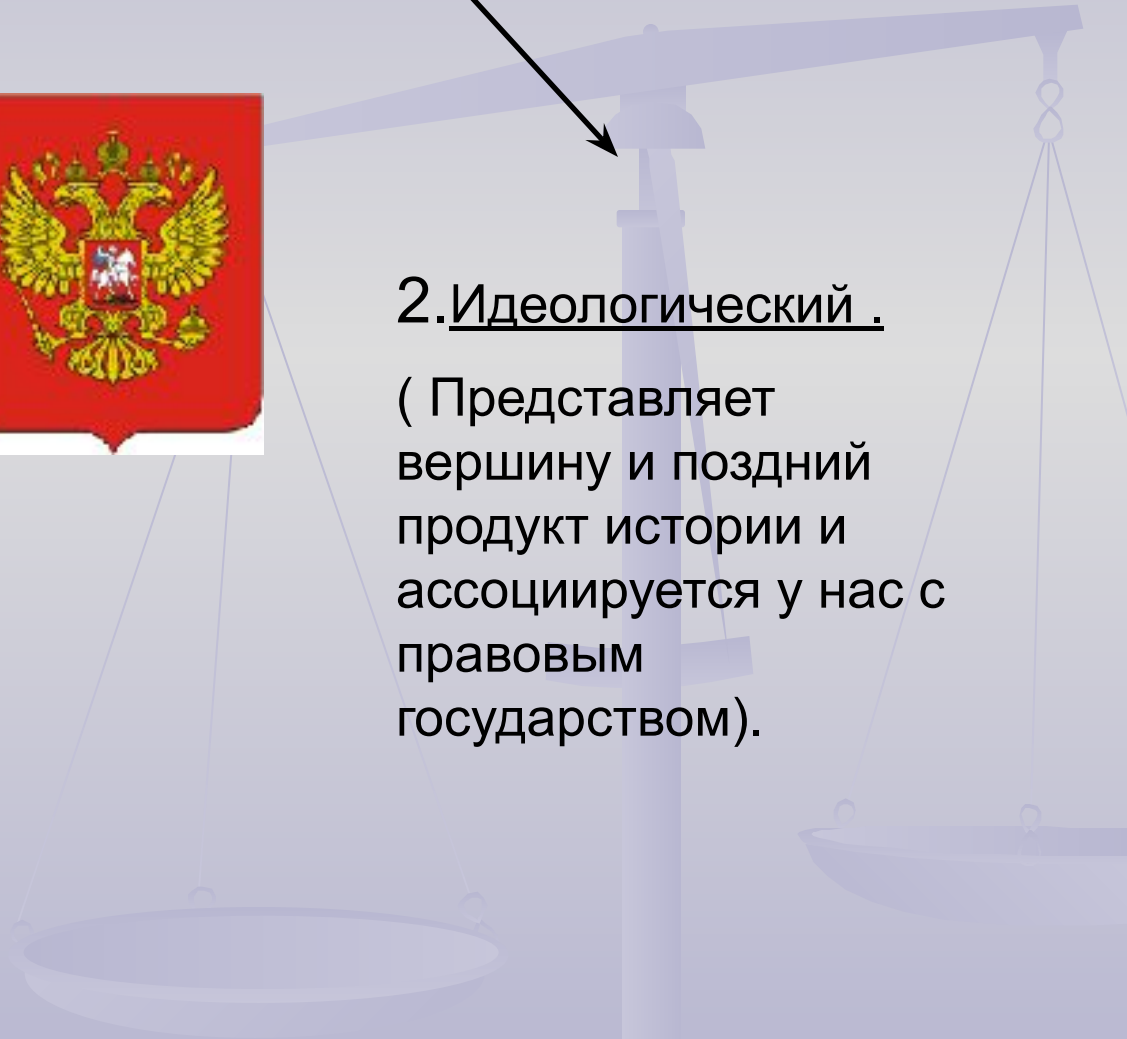 2.Идеологический .
( Представляет
вершину и поздний
продукт истории и
ассоциируется у нас с
правовым
государством).